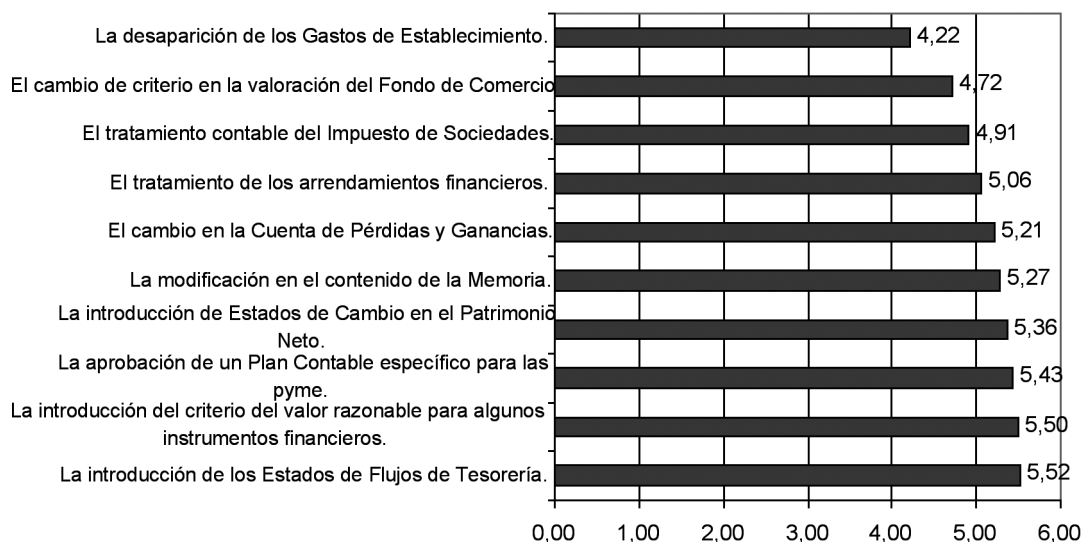 La desaparición de los Gastos de Establecimiento.
4,22
El cambio de criterio en la valoración del Fondo de Comercio
4,72
El tratamiento contable del Impuesto de Sociedades.
4,91
El tratamiento de los arrendamientos financieros.
5,06
El cambio en la Cuenta de Pérdidas y Ganancias.
5,21
La modificación en el contenido de la Memoria.
5,27
La introducción de Estados de Cambio en el Patrimonio
Neto.
5,36
La aprobación de un Plan Contable específico para las
pyme.
5,43
La introducción del criterio del valor razonable para algunos
instrumentos financieros.
5,50
La introducción de los Estados de Flujos de Tesorería.
5,52
0,00 1,00 2,00 3,00 4,00 5,00 6,00